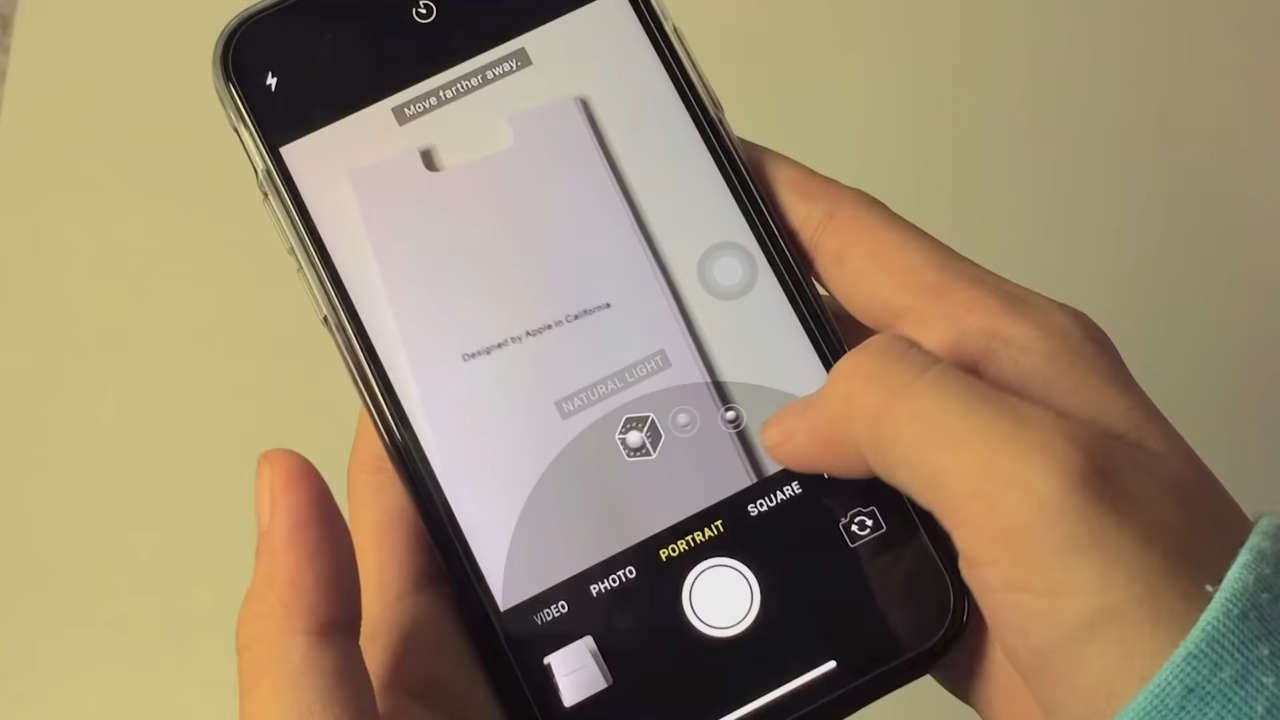 Move farther away.
Designed by Apple in California
NATURAL LIGHT
VIDEO
PHOTO
PORTRAIT
SQUARE